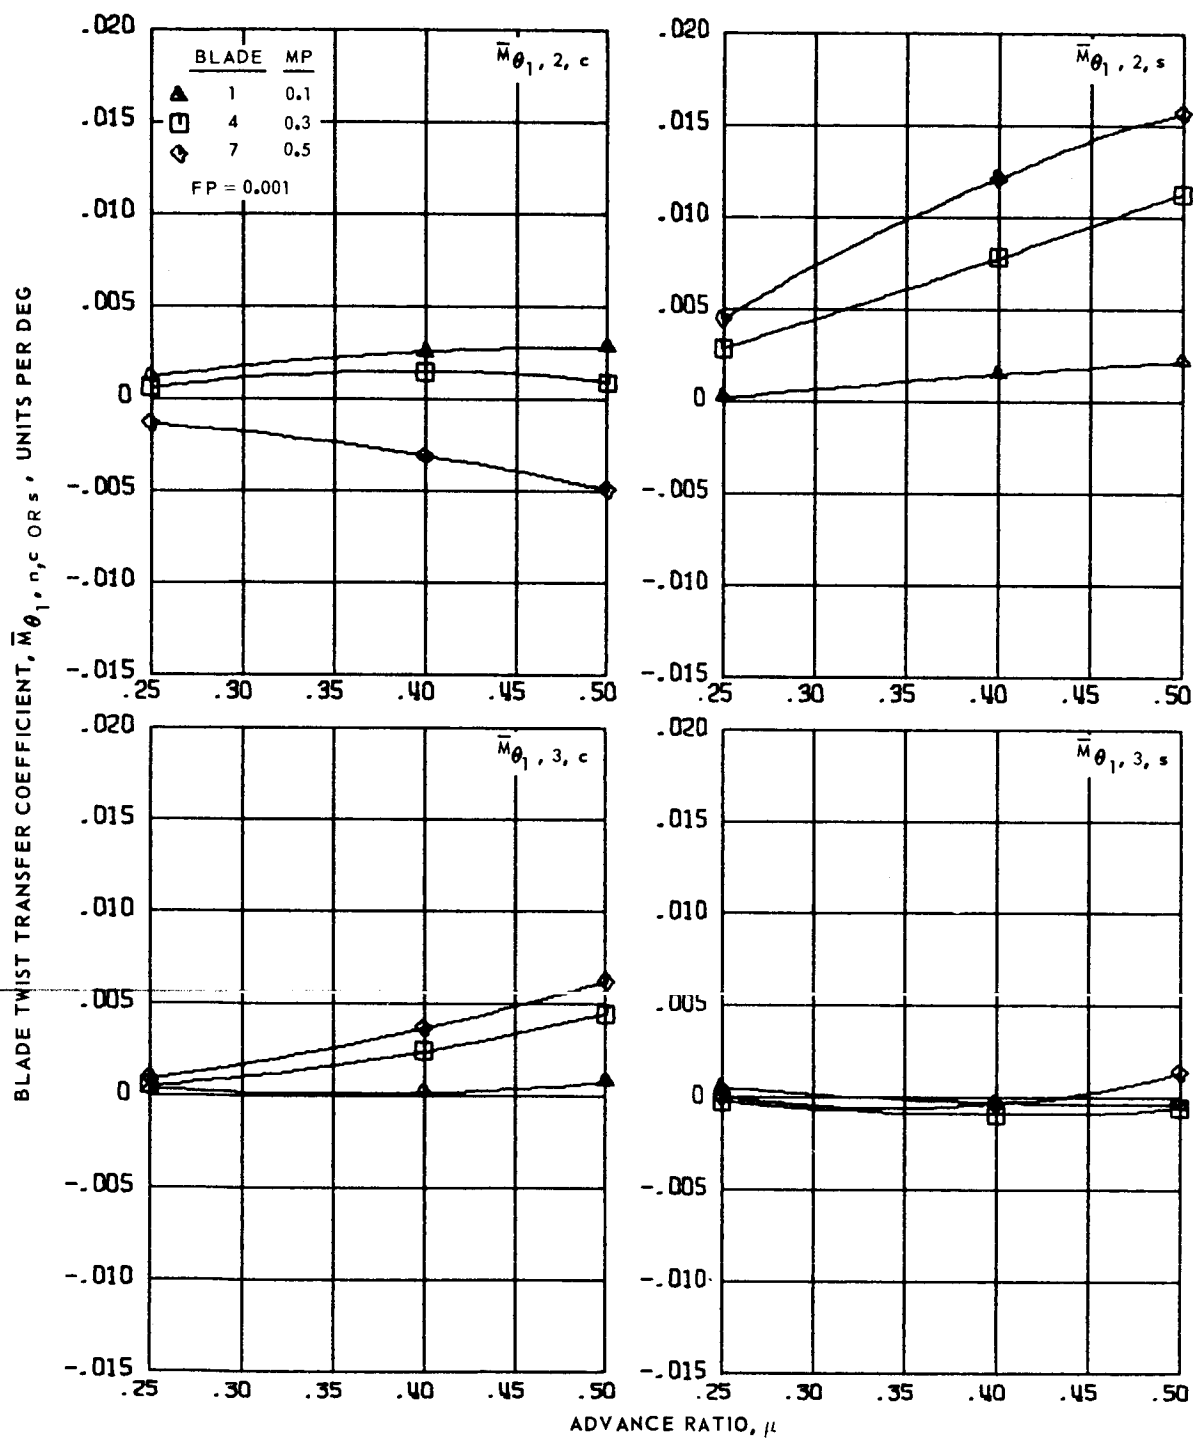 BLADE TWIST TRANSFER COEFFICIENT, M̅θ1, n,c OR s, UNITS PER DEG
.020
.015
.010
.005
0
-.005
-.010
-.015
.25 .30 .35 .40 .45 .50
BLADE MP
1 0.1
4 0.3
7 0.5
FP = 0.001
M̅θ1, 2, c
.020
.015
.010
.005
0
-.005
-.010
-.015
.25 .30 .35 .40 .45 .50
M̅θ1, 2, s
.020
.015
.010
.005
0
-.005
-.010
-.015
.25 .30 .35 .40 .45 .50
M̅θ1, 3, c
.020
.015
.010
.005
0
-.005
-.010
-.015
.25 .30 .35 .40 .45 .50
M̅θ1, 3, s
ADVANCE RATIO, μ